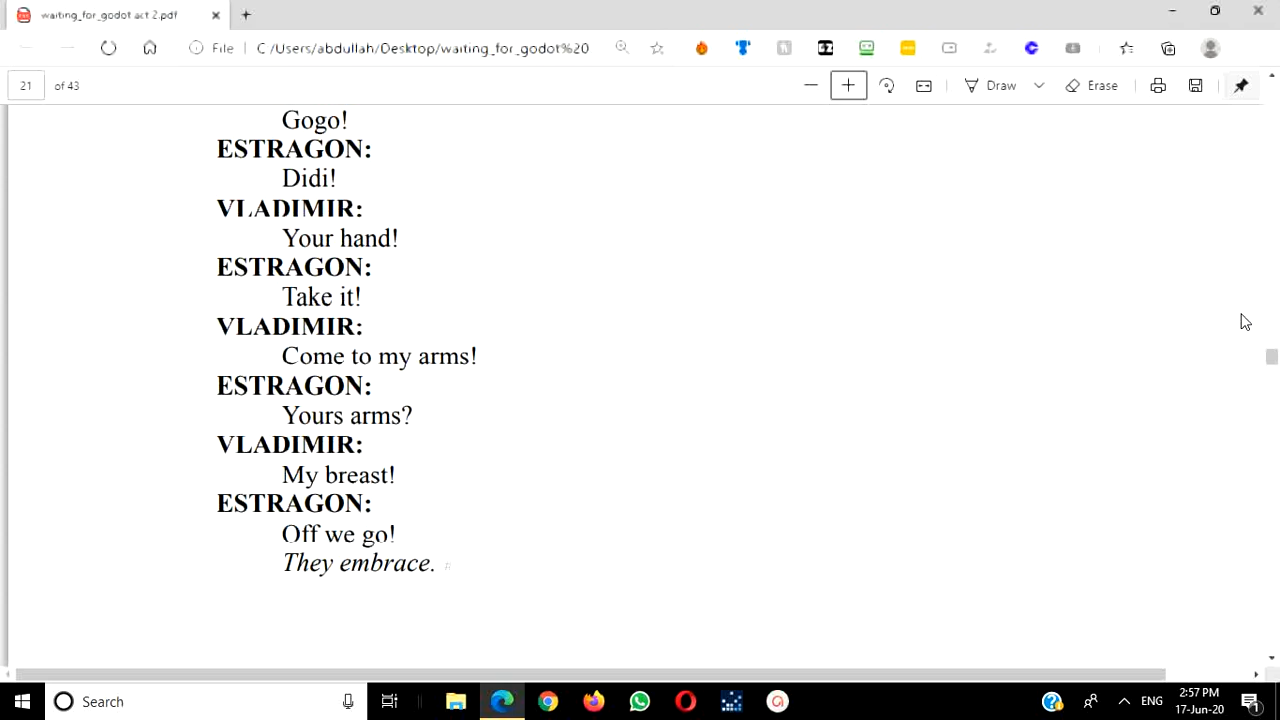 waiting_for_godot act 2.pdf
File C:/Users/abdullah/Desktop/waiting_for_godot%20
21 of 43 Draw Erase
Gogo!
ESTRAGON:
Didi!
VLADIMIR:
Your hand!
ESTRAGON:
Take it!
VLADIMIR:
Come to my arms!
ESTRAGON:
Yours arms?
VLADIMIR:
My breast!
ESTRAGON:
Off we go!
They embrace.
Search ENG 2:57 PM
17-Jun-20